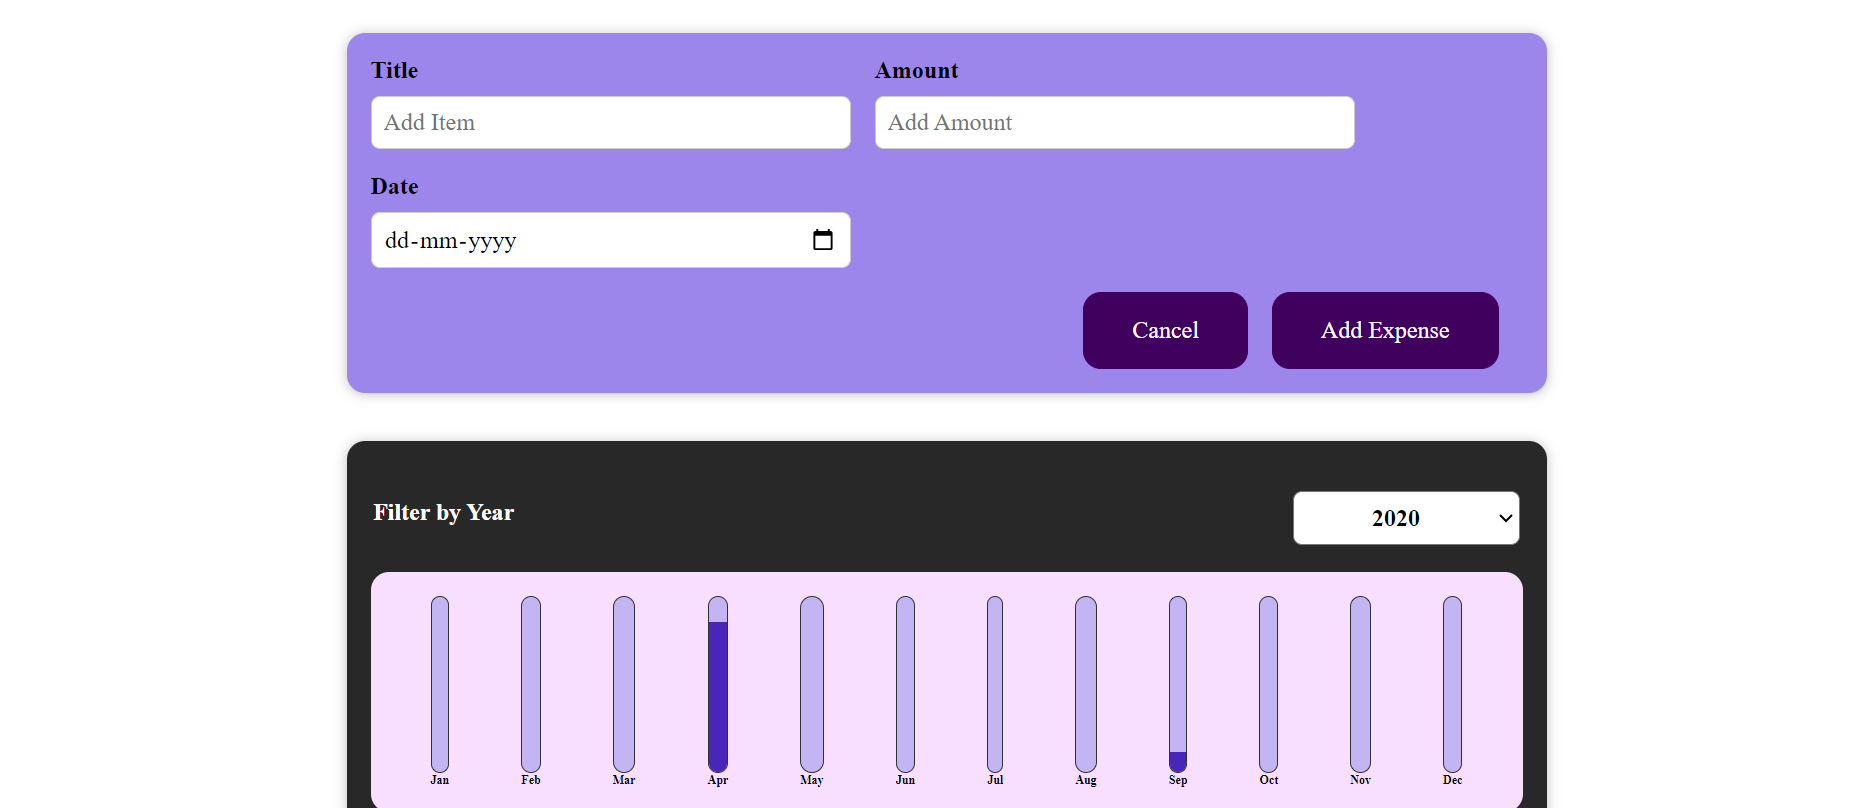 Title Amount
Add Item Add Amount
Date
dd-mm-yyyy
Cancel Add Expense
Filter by Year 2020
Jan Feb Mar Apr May Jun Jul Aug Sep Oct Nov Dec